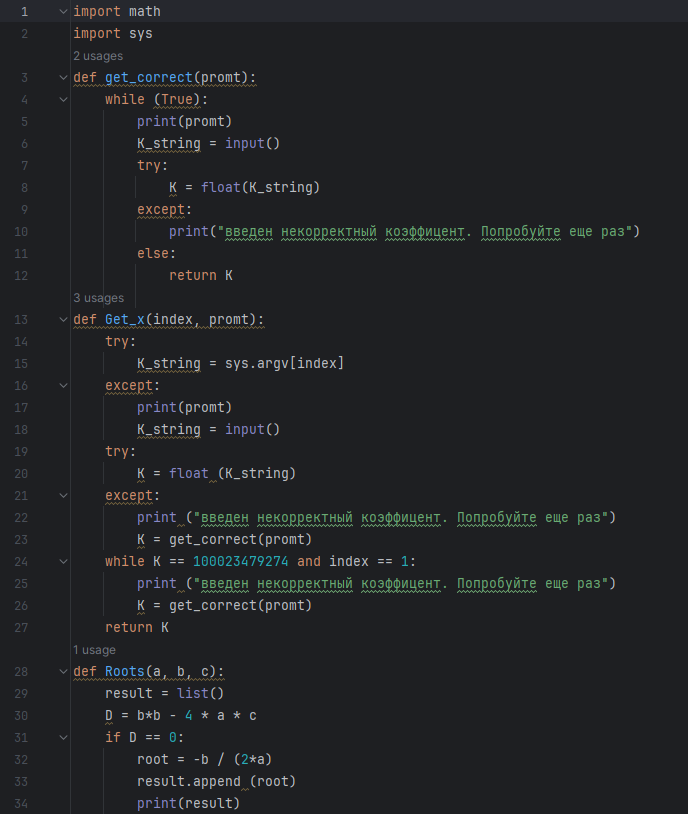 1 import math
2 import sys
2 usages
3 def get_correct(promt):
4 while (True):
5 print(promt)
6 K_string = input()
7 try:
8 K = float(K_string)
9 except:
10 print("введен некорректный коэффицент. Попробуйте еще раз")
11 else:
12 return K
3 usages
13 def Get_x(index, promt):
14 try:
15 K_string = sys.argv[index]
16 except:
17 print(promt)
18 K_string = input()
19 try:
20 K = float (K_string)
21 except:
22 print ("введен некорректный коэффицент. Попробуйте еще раз")
23 K = get_correct(promt)
24 while K == 100023479274 and index == 1:
25 print ("введен некорректный коэффицент. Попробуйте еще раз")
26 K = get_correct(promt)
27 return K
1 usage
28 def Roots(a, b, c):
29 result = list()
30 D = b*b - 4 * a * c
31 if D == 0:
32 root = -b / (2*a)
33 result.append (root)
34 print(result)